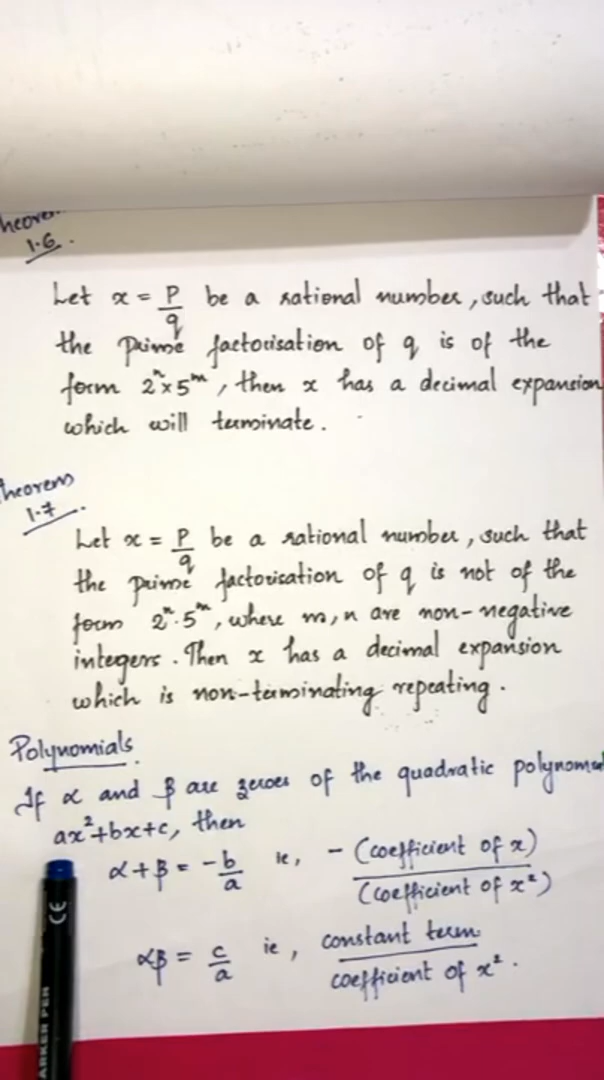 Theorem
1.6.
Let x = p/q be a rational number, such that
the prime factorisation of q is of the
form 2ⁿ×5ᵐ, then x has a decimal expansion
which will terminate.
Theorem
1.7.
Let x = p/q be a rational number, such that
the prime factorisation of q is not of the
form 2ⁿ·5ᵐ, where m, n are non-negative
integers. Then x has a decimal expansion
which is non-terminating repeating.
Polynomials
If α and β are zeroes of the quadratic polynomial
ax²+bx+c, then
α+β = -b/a ie, -(coefficient of x)/(coefficient of x²)
αβ = c/a ie, constant term/coefficient of x².
CE
MARKER PEN